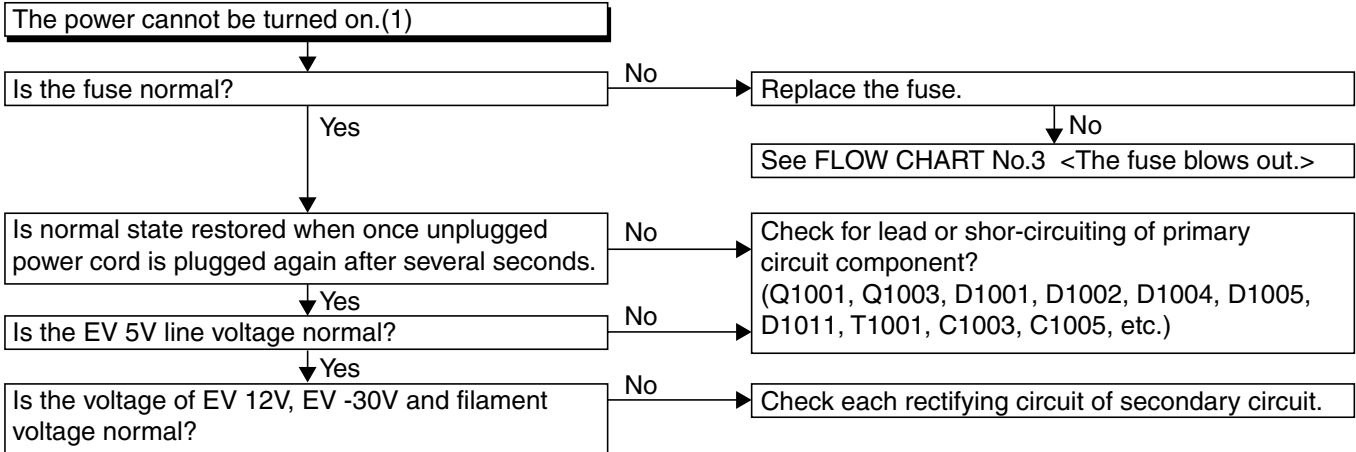 The power cannot be turned on.(1)
Is the fuse normal?
No
Replace the fuse.
Yes
No
See FLOW CHART No.3 <The fuse blows out.>
Is normal state restored when once unplugged
power cord is plugged again after several seconds.
No
Check for lead or shor-circuiting of primary
circuit component?
(Q1001, Q1003, D1001, D1002, D1004, D1005,
D1011, T1001, C1003, C1005, etc.)
Yes
Is the EV 5V line voltage normal?
No
Yes
Is the voltage of EV 12V, EV -30V and filament
voltage normal?
No
Check each rectifying circuit of secondary circuit.